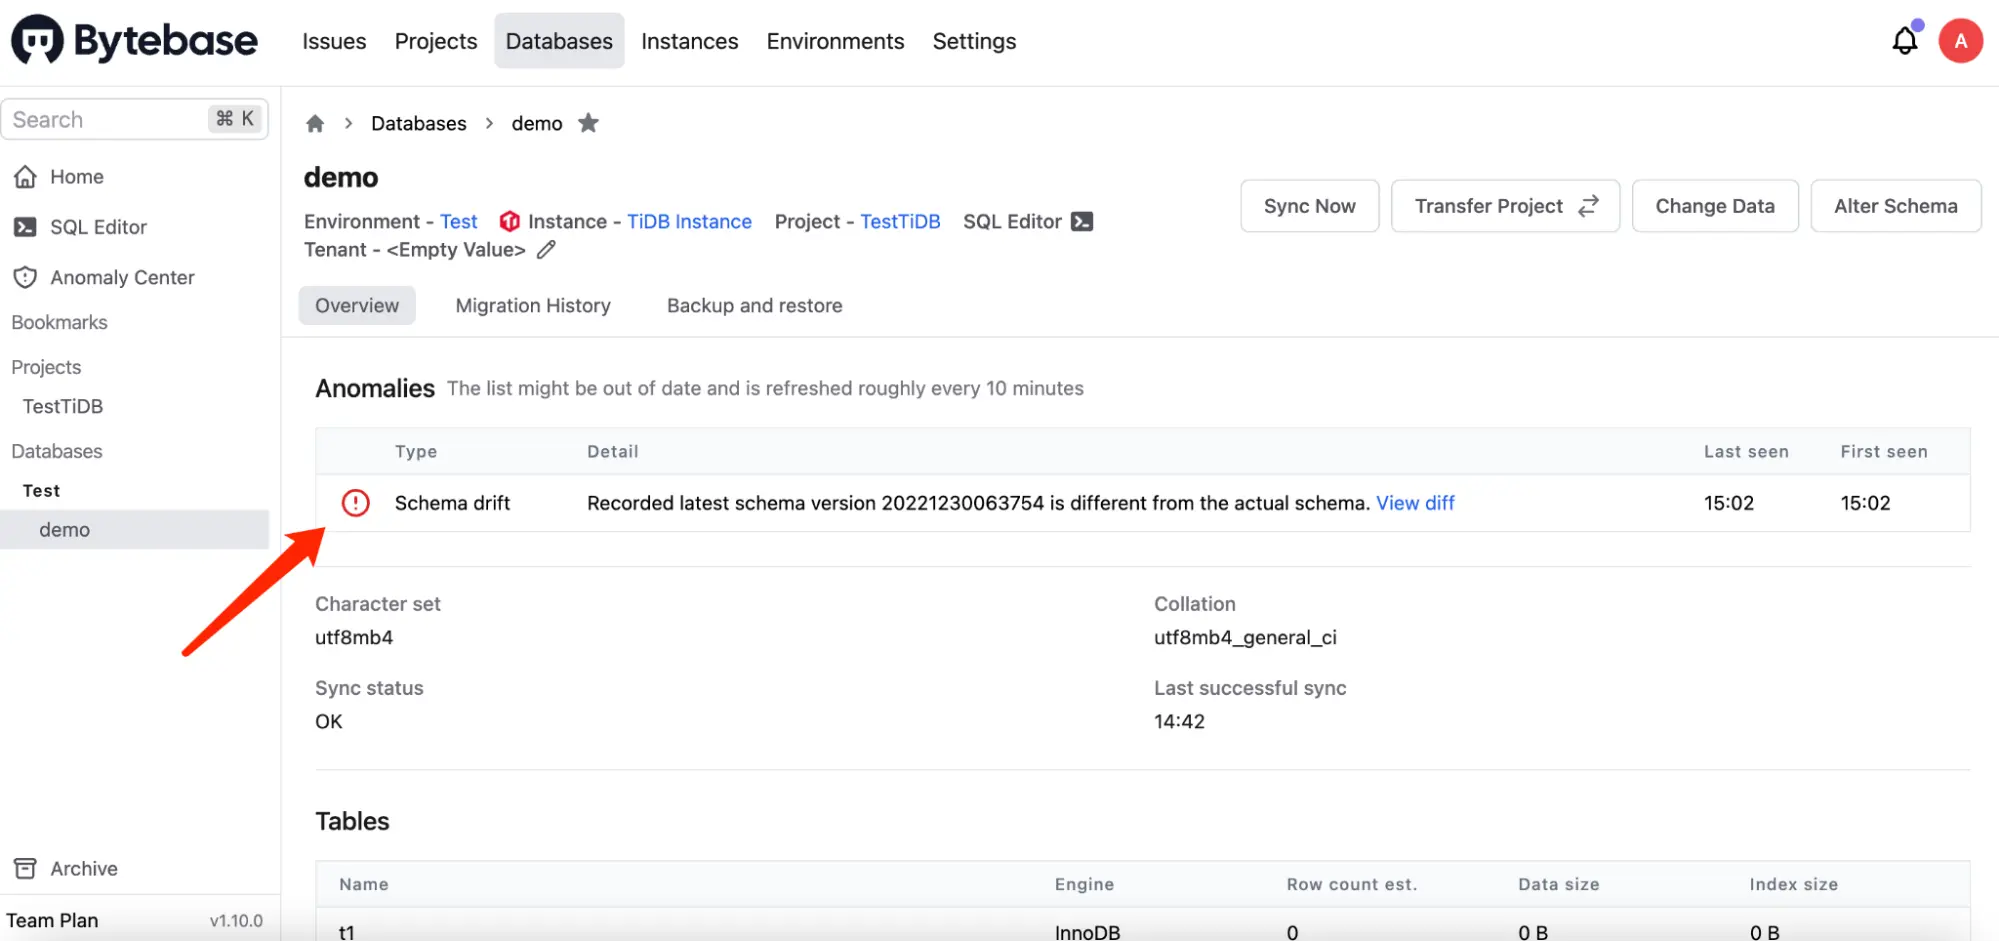 Bytebase
Issues Projects Databases Instances Environments Settings
A
Search ⌘ K
Home
SQL Editor
Anomaly Center
Bookmarks
Projects
TestTiDB
Databases
Test
demo
Archive
Team Plan v1.10.0
Databases > demo
demo
Environment - Test Instance - TiDB Instance Project - TestTiDB SQL Editor
Tenant - <Empty Value>
Sync Now Transfer Project Change Data Alter Schema
Overview Migration History Backup and restore
Anomalies The list might be out of date and is refreshed roughly every 10 minutes
Type Detail Last seen First seen
Schema drift Recorded latest schema version 20221230063754 is different from the actual schema. View diff 15:02 15:02
Character set Collation
utf8mb4 utf8mb4_general_ci
Sync status Last successful sync
OK 14:42
Tables
Name Engine Row count est. Data size Index size
t1 InnoDB 0 0 B 0 B